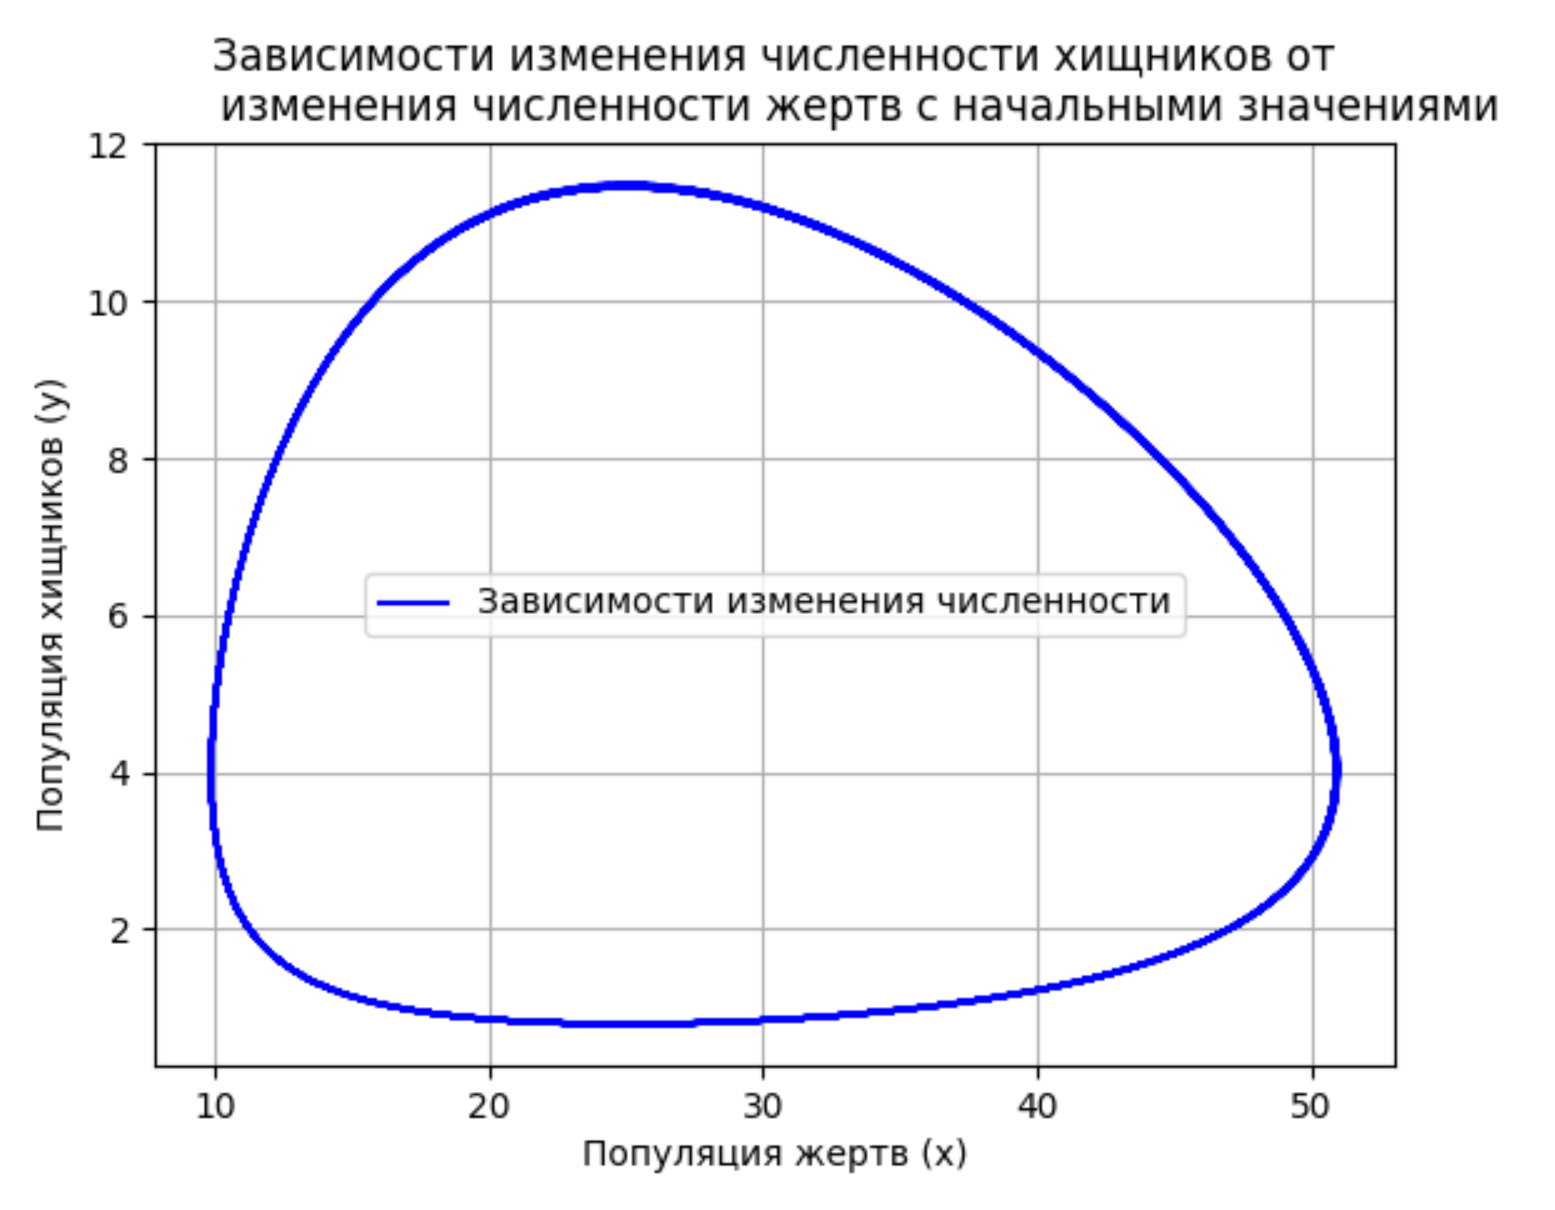 Зависимости изменения численности хищников от
изменения численности жертв с начальными значениями
12
10
8
6
4
2
Популяция хищников (y)
Зависимости изменения численности
10 20 30 40 50
Популяция жертв (x)